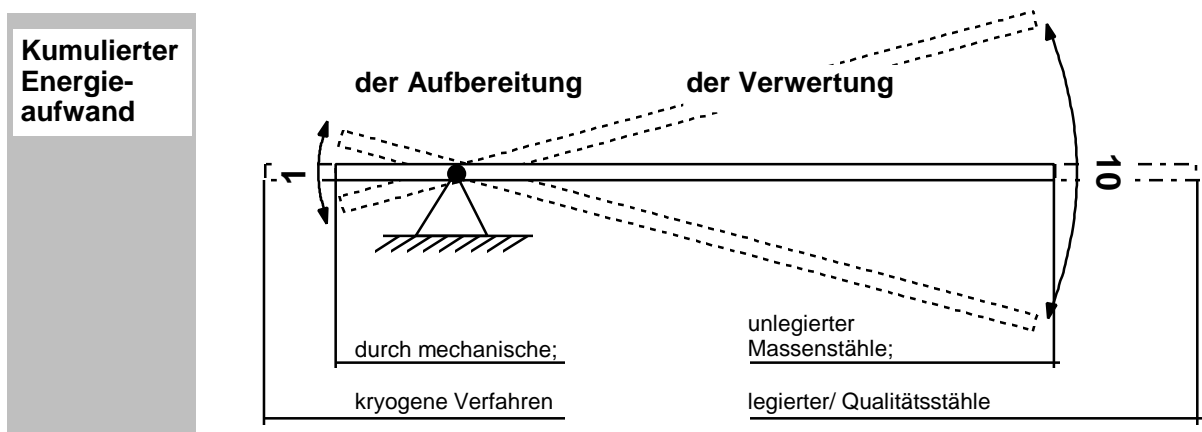 Kumulierter
Energie-
aufwand
der Aufbereitung
der Verwertung
1
10
durch mechanische;
kryogene Verfahren
unlegierter
Massenstähle;
legierter/ Qualitätsstähle